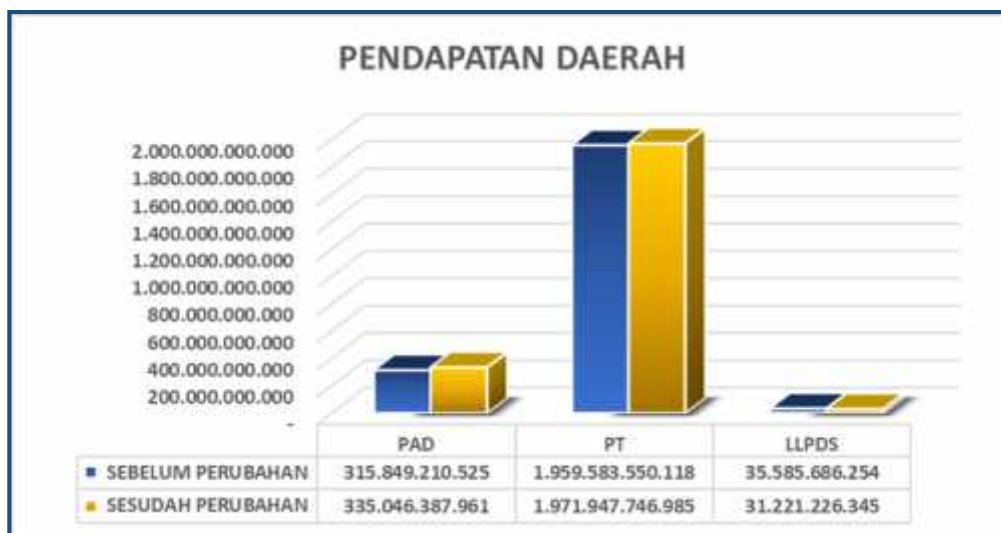 PENDAPATAN DAERAH
2.000.000.000.000
1.800.000.000.000
1.600.000.000.000
1.400.000.000.000
1.200.000.000.000
1.000.000.000.000
800.000.000.000
600.000.000.000
400.000.000.000
200.000.000.000
-
PAD PT LLPDS
SEBELUM PERUBAHAN 315.849.210.525 1.959.583.550.118 35.585.686.254
SESUDAH PERUBAHAN 335.046.387.961 1.971.947.746.985 31.221.226.345